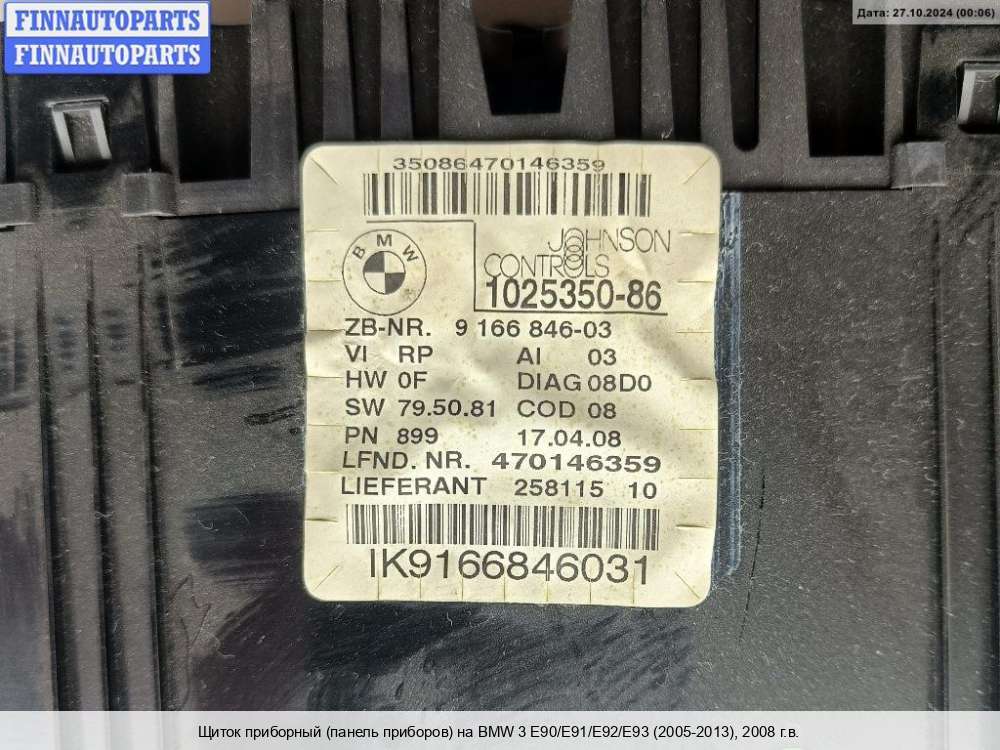 FINNAUTOPARTS
FINNAUTOPARTS
Дата: 27.10.2024 (00:06)
35086470146359
BMW
JOHNSON
CONTROLS
1025350-86
ZB-NR. 9 166 846-03
VI RP AI 03
HW 0F DIAG 08D0
SW 79.50.81 COD 08
PN 899 17.04.08
LFND. NR. 470146359
LIEFERANT 258115 10
IK9166846031
Щиток приборный (панель приборов) на BMW 3 E90/E91/E92/E93 (2005-2013), 2008 г.в.